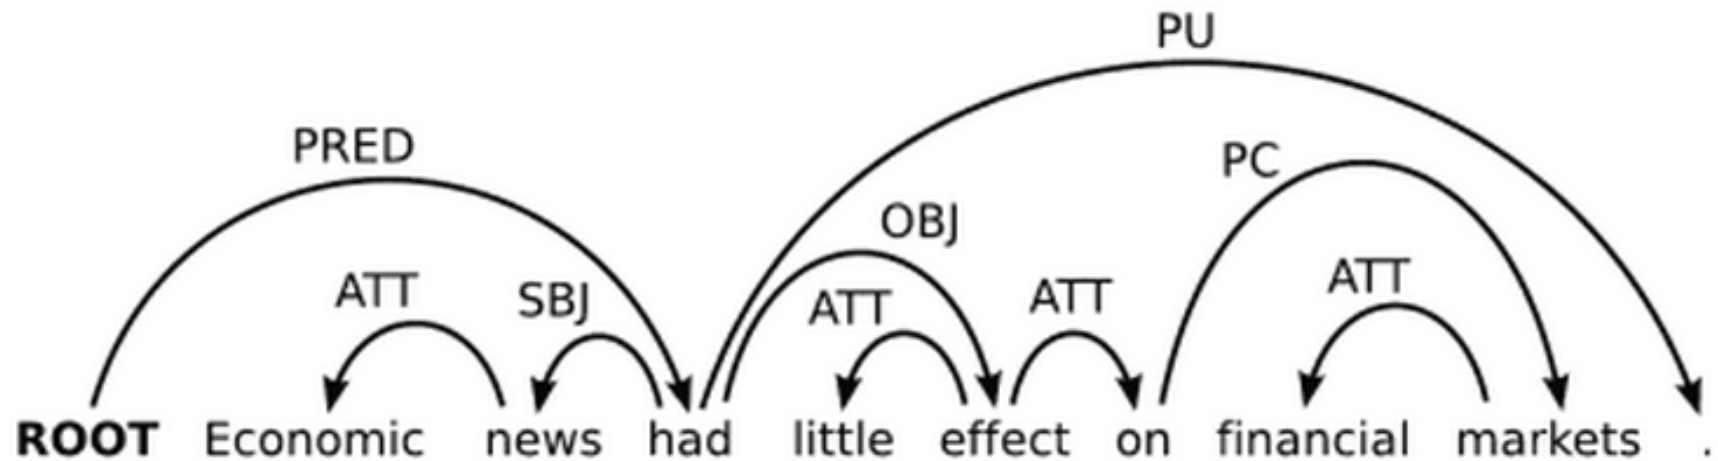 PU
PRED
PC
OBJ
ATT
SBJ
ATT
ATT
ATT
ROOT Economic news had little effect on financial markets .